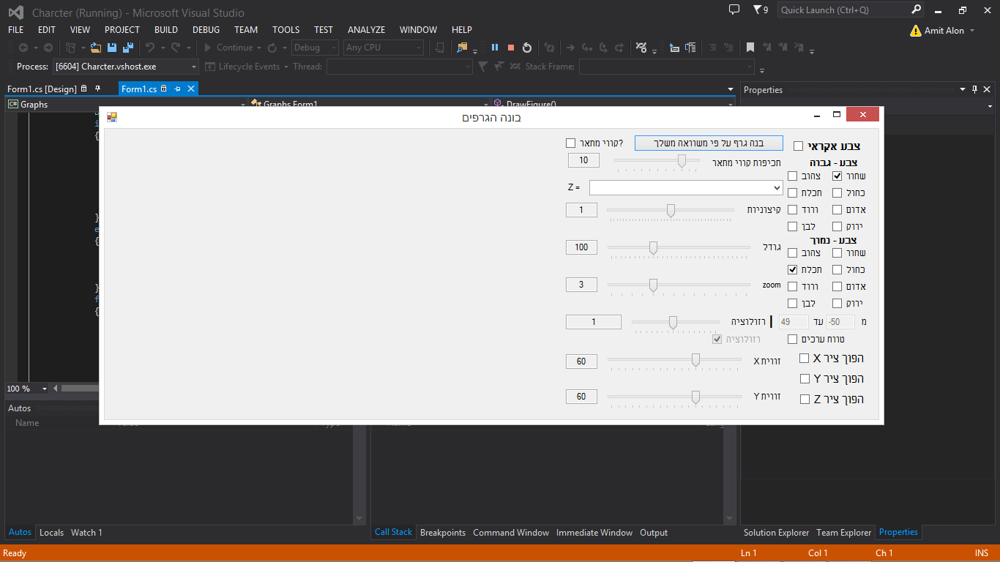 Charcter (Running) - Microsoft Visual Studio
9
Quick Launch (Ctrl+Q)
FILE EDIT VIEW PROJECT BUILD DEBUG TEAM TOOLS TEST ANALYZE WINDOW HELP
Amit Alon
Continue
Debug
Any CPU
Process: [6604] Charcter.vshost.exe
Lifecycle Events
Thread:
Stack Frame:
Form1.cs [Design]
Form1.cs
Properties
C# Graphs
Graphs.Form1
DrawFigure()
בונה הגרפים
צבע אקראי
בנה גרף על פי משוואה משלך
קווי מתאר?
צבע - גבוה
תכיפות קווי מתאר
10
שחור
צהוב
Z =
כחול
תכלת
אדום
ורוד
קיצוניות
1
ירוק
לבן
צבע - נמוך
גודל
100
שחור
צהוב
כחול
תכלת
אדום
ורוד
zoom
3
ירוק
לבן
מ
-50
עד
49
רזולוציה
1
טווח ערכים
רזולוציה
הפוך ציר X
זווית X
60
הפוך ציר Y
זווית Y
60
הפוך ציר Z
100 %
Autos
Name
Autos Locals Watch 1
Call Stack Breakpoints Command Window Immediate Window Output
Solution Explorer Team Explorer Properties
Ready
Ln 1
Col 1
Ch 1
INS